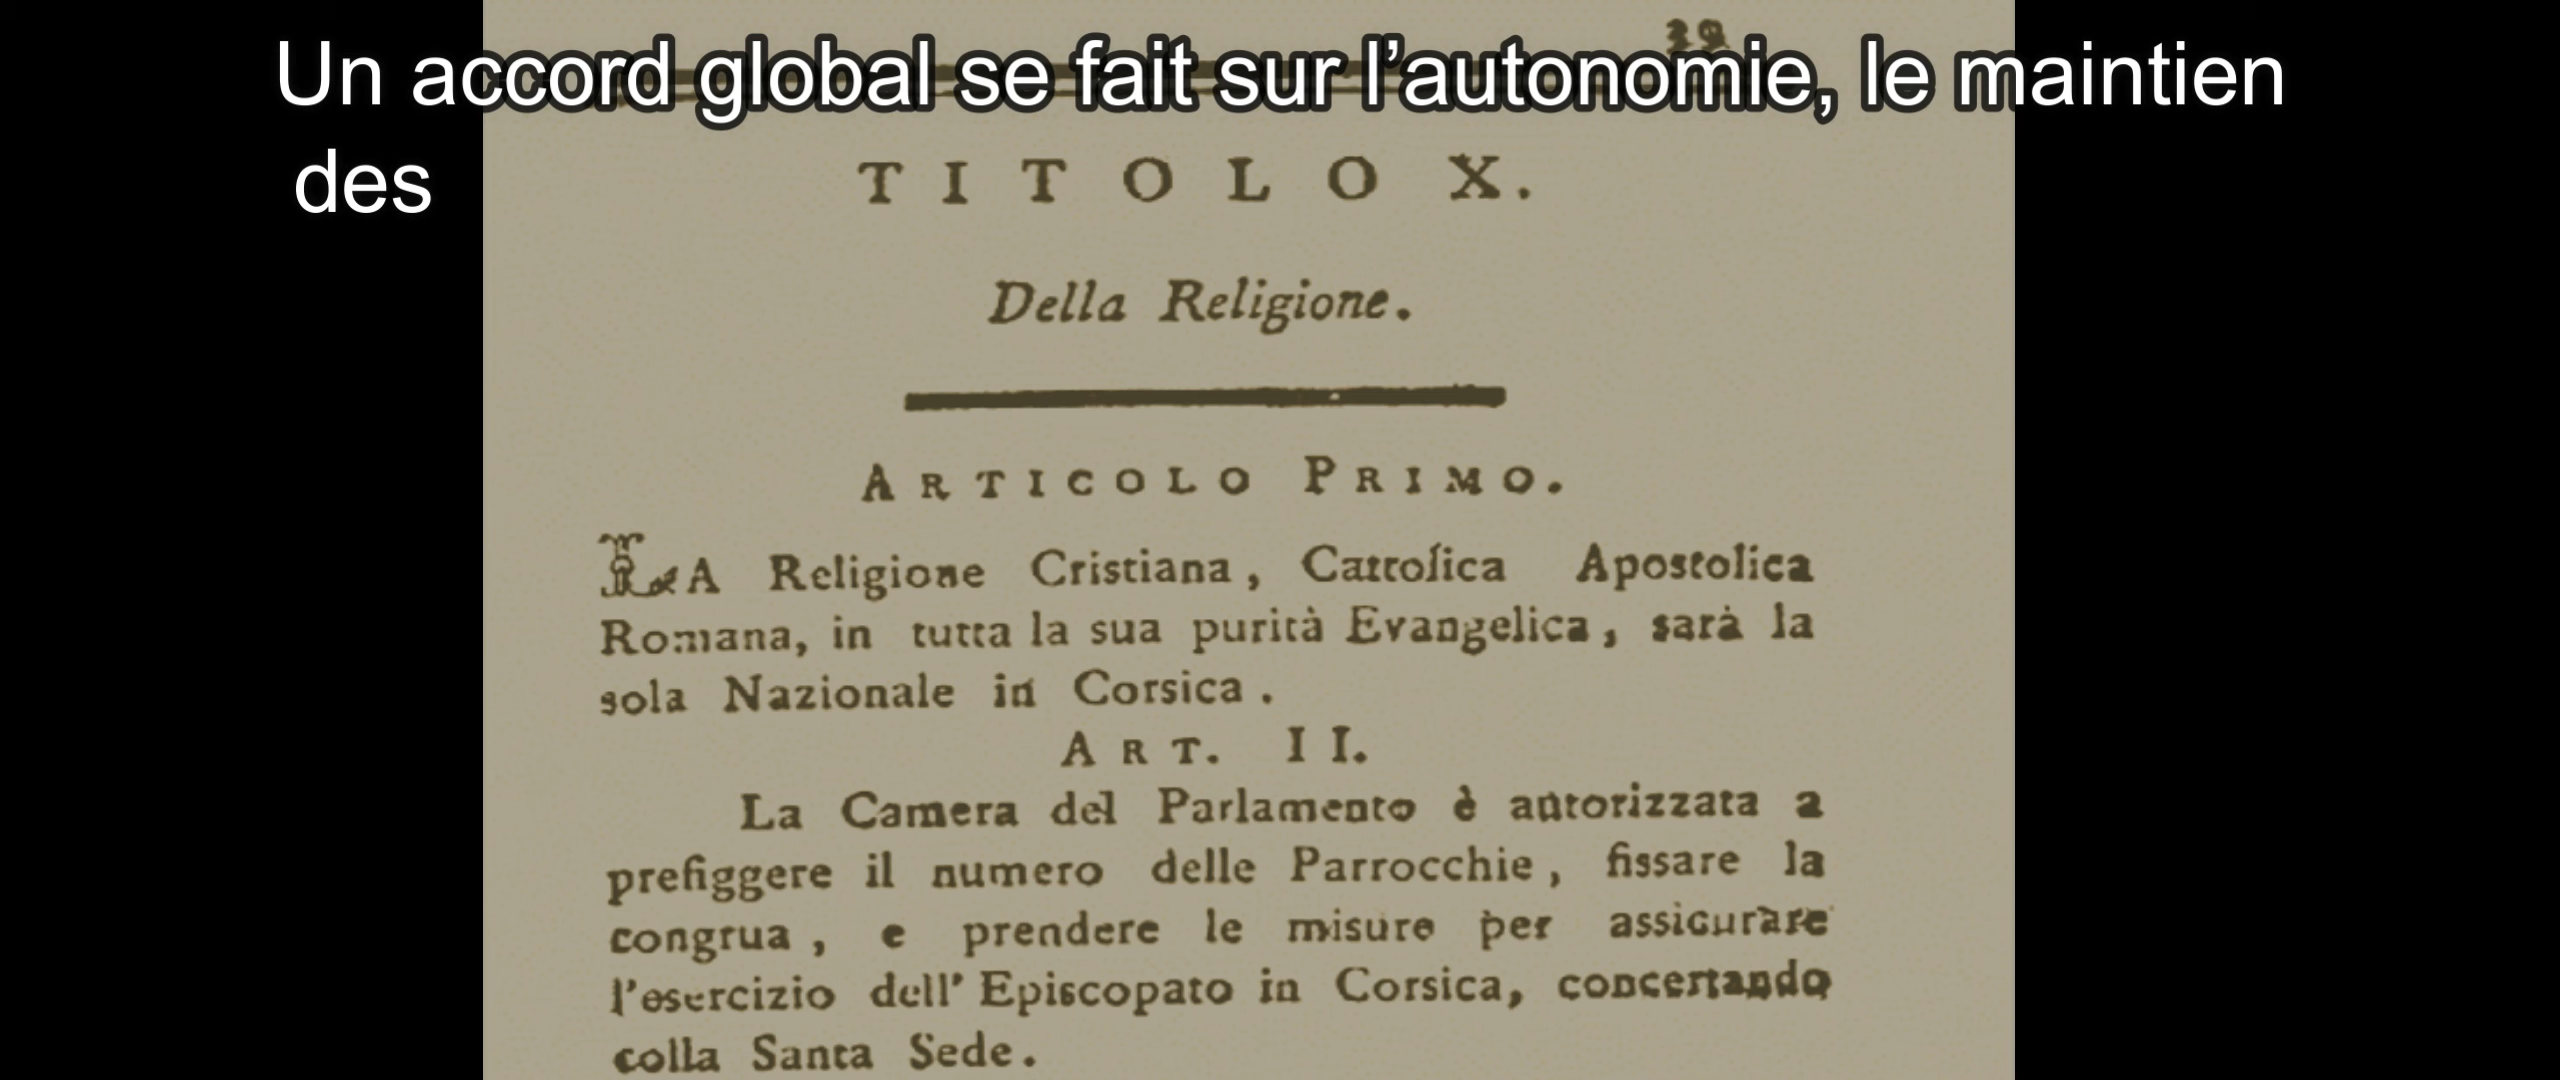 39
Un accord global se fait sur l’autonomie, le maintien
des
TITOLO X.
Della Religione.
ARTICOLO PRIMO.
LA Religione Cristiana, Cattolica Apostolica
Romana, in tutta la sua purità Evangelica, sarà la
sola Nazionale in Corsica.
ART. II.
La Camera del Parlamento è autorizzata a
prefiggere il numero delle Parrocchie, fissare la
congrua, e prendere le misure per assicurare
l'esercizio dell' Episcopato in Corsica, concertando
colla Santa Sede.